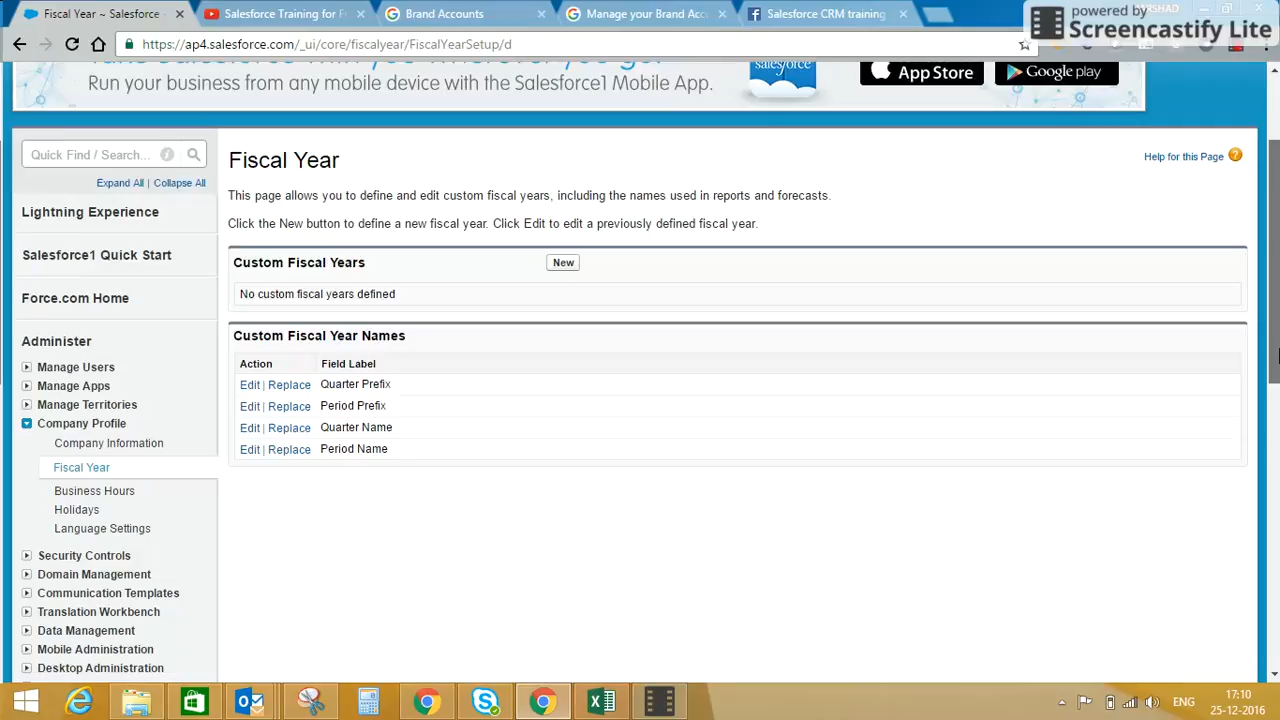 Fiscal Year ~ Salesforce
Salesforce Training for F
Brand Accounts
Manage your Brand Acc
Salesforce CRM training
powered by
Screencastify Lite
https://ap4.salesforce.com/_ui/core/fiscalyear/FiscalYearSetup/d
Run your business from any mobile device with the Salesforce1 Mobile App.
salesforce
App Store
Google play
Quick Find / Search...
Expand All | Collapse All
Lightning Experience
Salesforce1 Quick Start
Force.com Home
Administer
Manage Users
Manage Apps
Manage Territories
Company Profile
Company Information
Fiscal Year
Business Hours
Holidays
Language Settings
Security Controls
Domain Management
Communication Templates
Translation Workbench
Data Management
Mobile Administration
Desktop Administration
Fiscal Year
Help for this Page
This page allows you to define and edit custom fiscal years, including the names used in reports and forecasts.
Click the New button to define a new fiscal year. Click Edit to edit a previously defined fiscal year.
Custom Fiscal Years
New
No custom fiscal years defined
Custom Fiscal Year Names
Action Field Label
Edit | Replace Quarter Prefix
Edit | Replace Period Prefix
Edit | Replace Quarter Name
Edit | Replace Period Name
ENG
17:10
25-12-2016